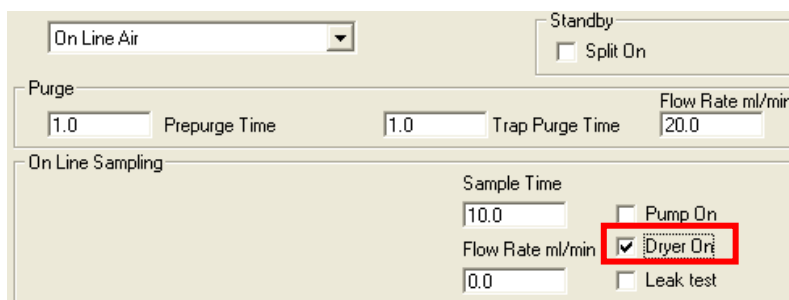 Standby
On Line Air
Split On
Purge
Flow Rate ml/min
1.0 Prepurge Time 1.0 Trap Purge Time 20.0
On Line Sampling
Sample Time
10.0 Pump On
Flow Rate ml/min Dryer On
0.0 Leak test